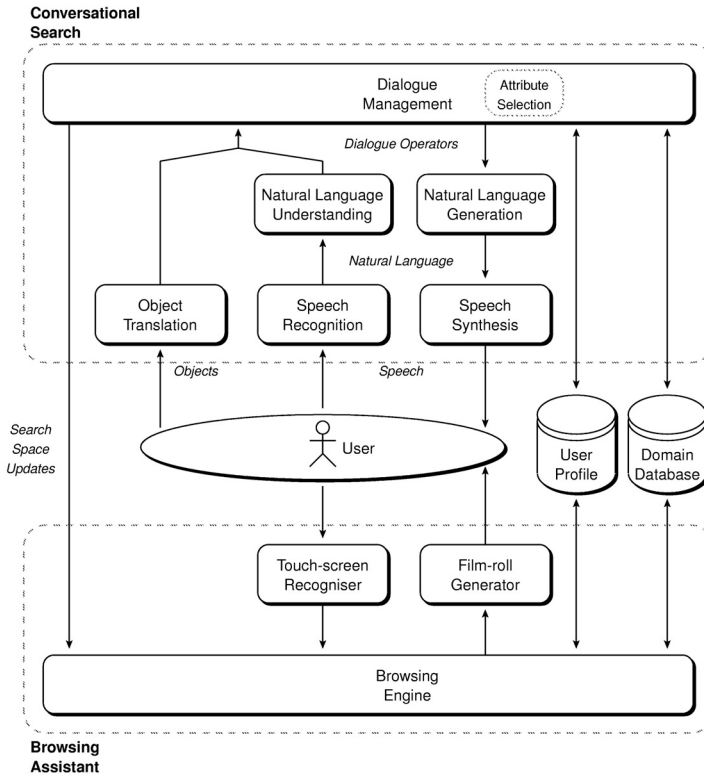 Conversational
Search
Dialogue
Management
Attribute
Selection
Dialogue Operators
Natural Language
Understanding
Natural Language
Generation
Natural Language
Object
Translation
Speech
Recognition
Speech
Synthesis
Objects
Speech
Search
Space
Updates
User
User
Profile
Domain
Database
Touch-screen
Recogniser
Film-roll
Generator
Browsing
Engine
Browsing
Assistant